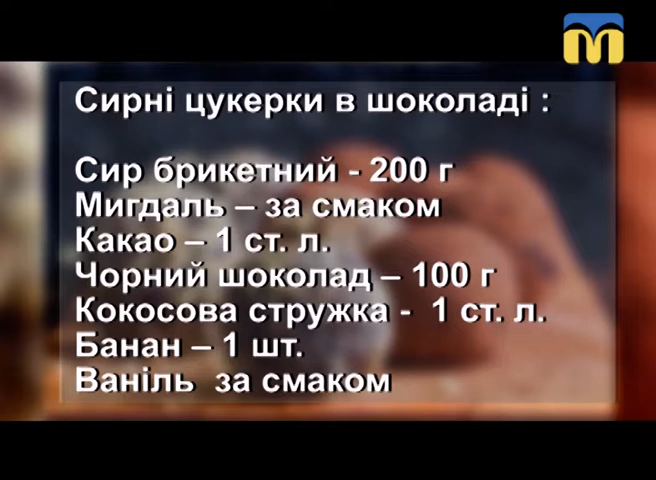 Сирні цукерки в шоколаді :
Сир брикетний - 200 г
Мигдаль – за смаком
Какао – 1 ст. л.
Чорний шоколад – 100 г
Кокосова стружка -  1 ст. л.
Банан – 1 шт.
Ваніль  за смаком